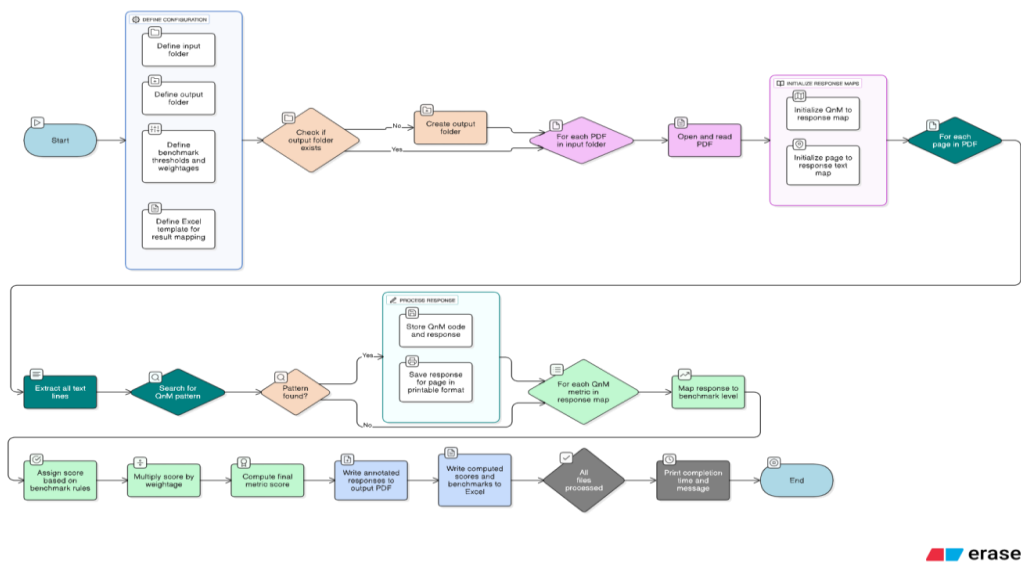 DEFINE CONFIGURATION
Define input
folder
Define output
folder
Define
benchmark
thresholds and
weightages
Define Excel
template for
result mapping
Start
Check if
output folder
exists
No
Yes
Create output
folder
For each PDF
in input folder
Open and read
PDF
INITIALIZE RESPONSE MAPS
Initialize QnM to
response map
Initialize page to
response text
map
For each
page in PDF
Extract all text
lines
Search for
QnM pattern
Pattern
found?
Yes
No
PROCESS RESPONSE
Store QnM code
and response
Save response
for page in
printable format
For each QnM
metric in
response map
Map response to
benchmark level
Assign score
based on
benchmark rules
Multiply score by
weightage
Compute final
metric score
Write annotated
responses to
output PDF
Write computed
scores and
benchmarks to
Excel
All
files
processed
Print completion
time and
message
End
erase